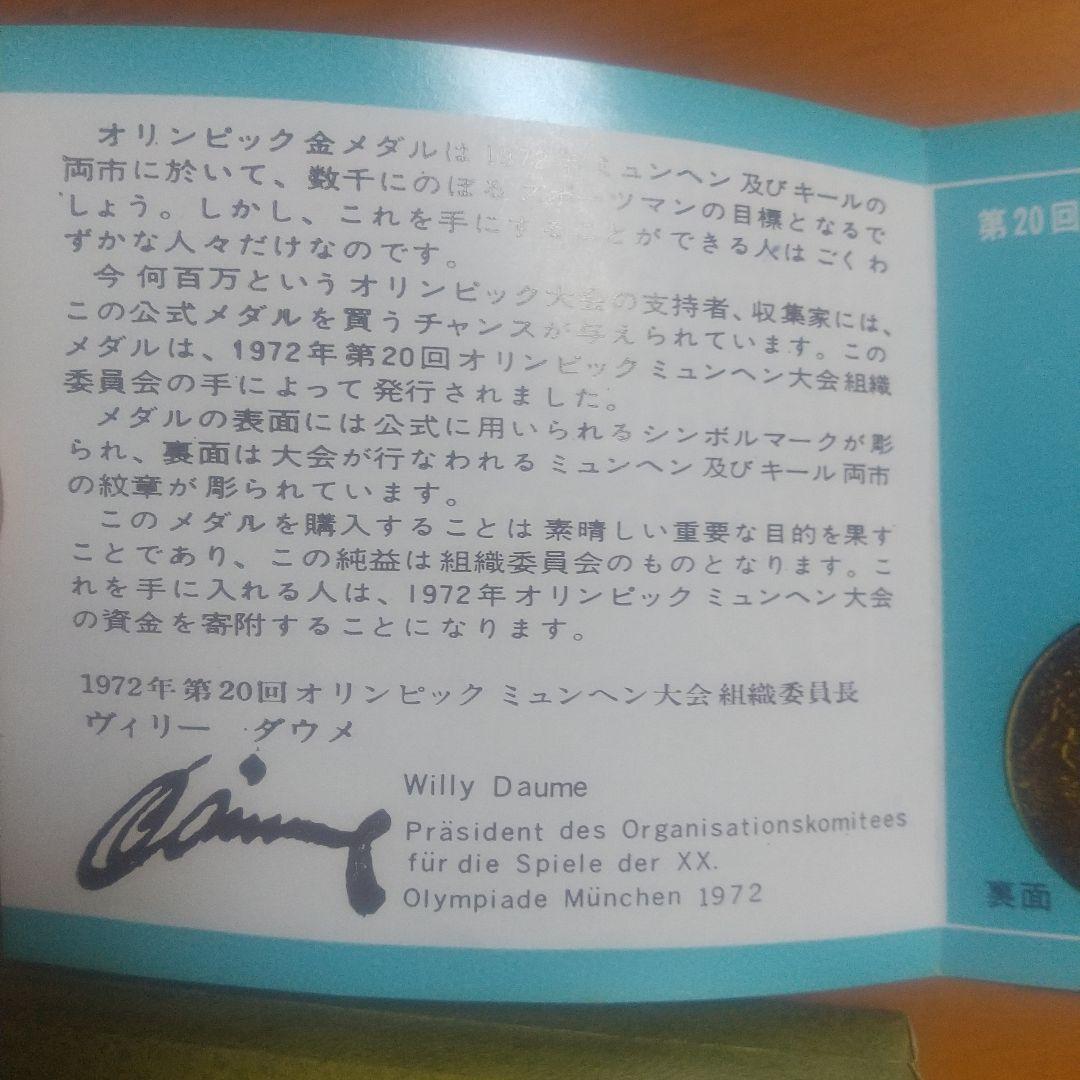 オリンピック金メダルは1972年ミュンヘン及びキールの
両市に於いて、数千にのぼるスポーツマンの目標となるで
しょう。しかし、これを手にすることができる人はごくわ
ずかな人々だけなのです。
今何百万というオリンピック大会の支持者、収集家には、
この公式メダルを買うチャンスが与えられています。この
メダルは、1972年第20回オリンピックミュンヘン大会組織
委員会の手によって発行されました。
メダルの表面には公式に用いられるシンボルマークが彫
られ、裏面は大会が行なわれるミュンヘン及びキール両市
の紋章が彫られています。
このメダルを購入することは素晴しい重要な目的を果す
ことであり、この純益は組織委員会のものとなります。こ
れを手に入れる人は、1972年オリンピックミュンヘン大会
の資金を寄附することになります。
1972年第20回オリンピックミュンヘン大会組織委員長
ヴィリー ダウメ
Daume
Willy Daume
Präsident des Organisationskomitees
für die Spiele der XX.
Olympiade München 1972
第20回
裏面